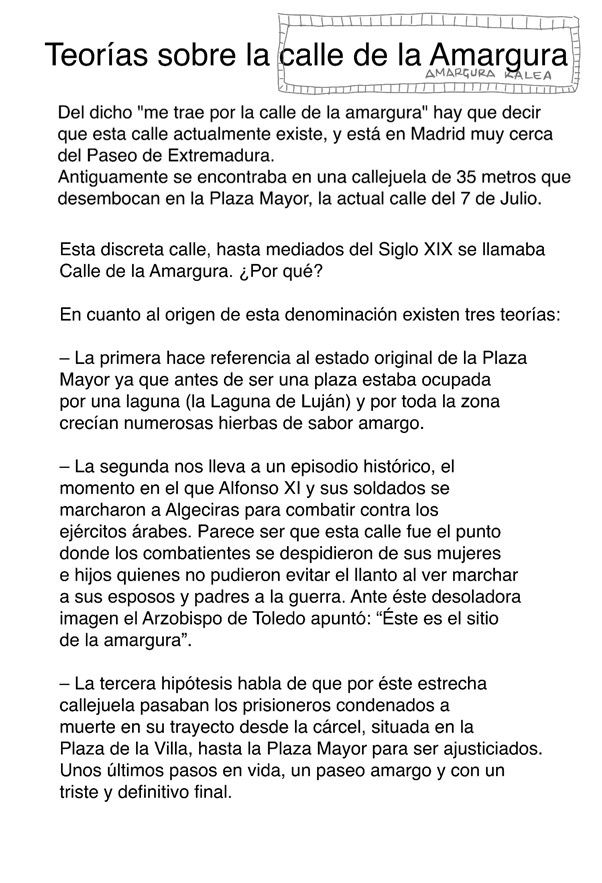 Teorías sobre la calle de la Amargura
AMARGURA KALEA
Del dicho "me trae por la calle de la amargura" hay que decir
que esta calle actualmente existe, y está en Madrid muy cerca
del Paseo de Extremadura.
Antiguamente se encontraba en una callejuela de 35 metros que
desembocan en la Plaza Mayor, la actual calle del 7 de Julio.
Esta discreta calle, hasta mediados del Siglo XIX se llamaba
Calle de la Amargura. ¿Por qué?
En cuanto al origen de esta denominación existen tres teorías:
– La primera hace referencia al estado original de la Plaza
Mayor ya que antes de ser una plaza estaba ocupada
por una laguna (la Laguna de Luján) y por toda la zona
crecían numerosas hierbas de sabor amargo.
– La segunda nos lleva a un episodio histórico, el
momento en el que Alfonso XI y sus soldados se
marcharon a Algeciras para combatir contra los
ejércitos árabes. Parece ser que esta calle fue el punto
donde los combatientes se despidieron de sus mujeres
e hijos quienes no pudieron evitar el llanto al ver marchar
a sus esposos y padres a la guerra. Ante éste desoladora
imagen el Arzobispo de Toledo apuntó: “Éste es el sitio
de la amargura”.
– La tercera hipótesis habla de que por éste estrecha
callejuela pasaban los prisioneros condenados a
muerte en su trayecto desde la cárcel, situada en la
Plaza de la Villa, hasta la Plaza Mayor para ser ajusticiados.
Unos últimos pasos en vida, un paseo amargo y con un
triste y definitivo final.